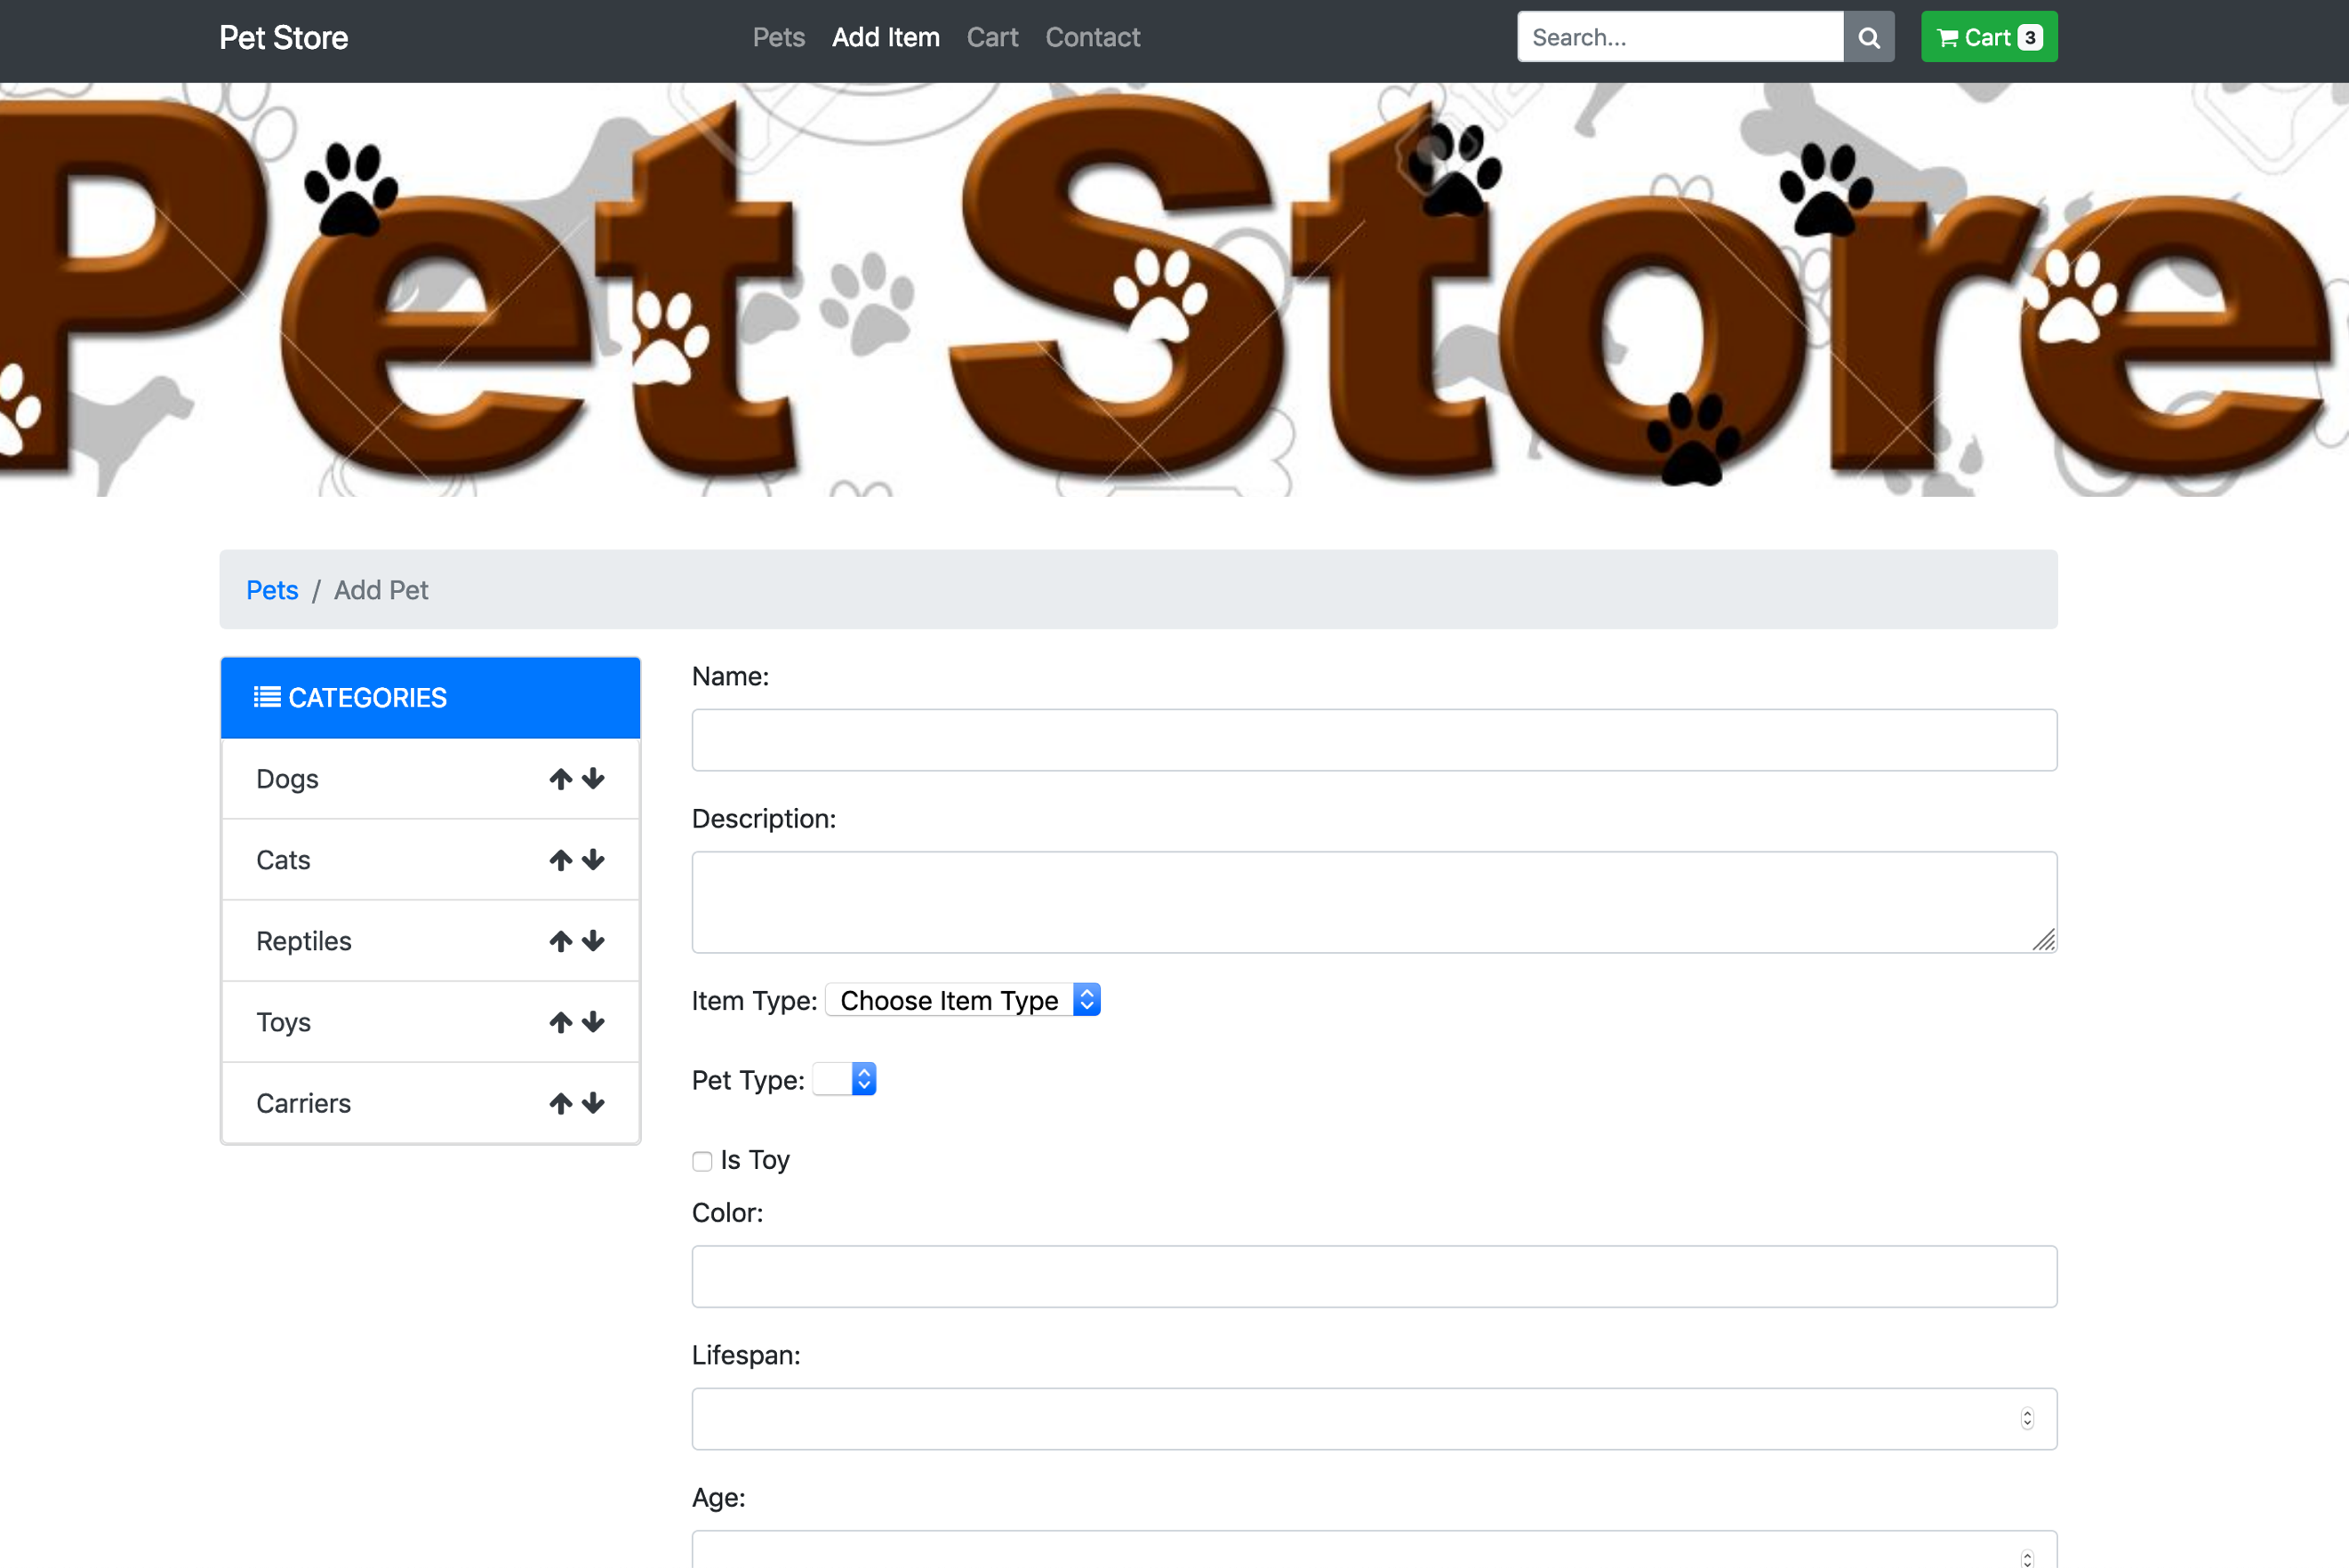 Pet Store
Pets Add Item Cart Contact
Search...
Cart 3
Pet Store
Pets / Add Pet
CATEGORIES
Dogs
Cats
Reptiles
Toys
Carriers
Name:
Description:
Item Type: Choose Item Type
Pet Type:
Is Toy
Color:
Lifespan:
Age: